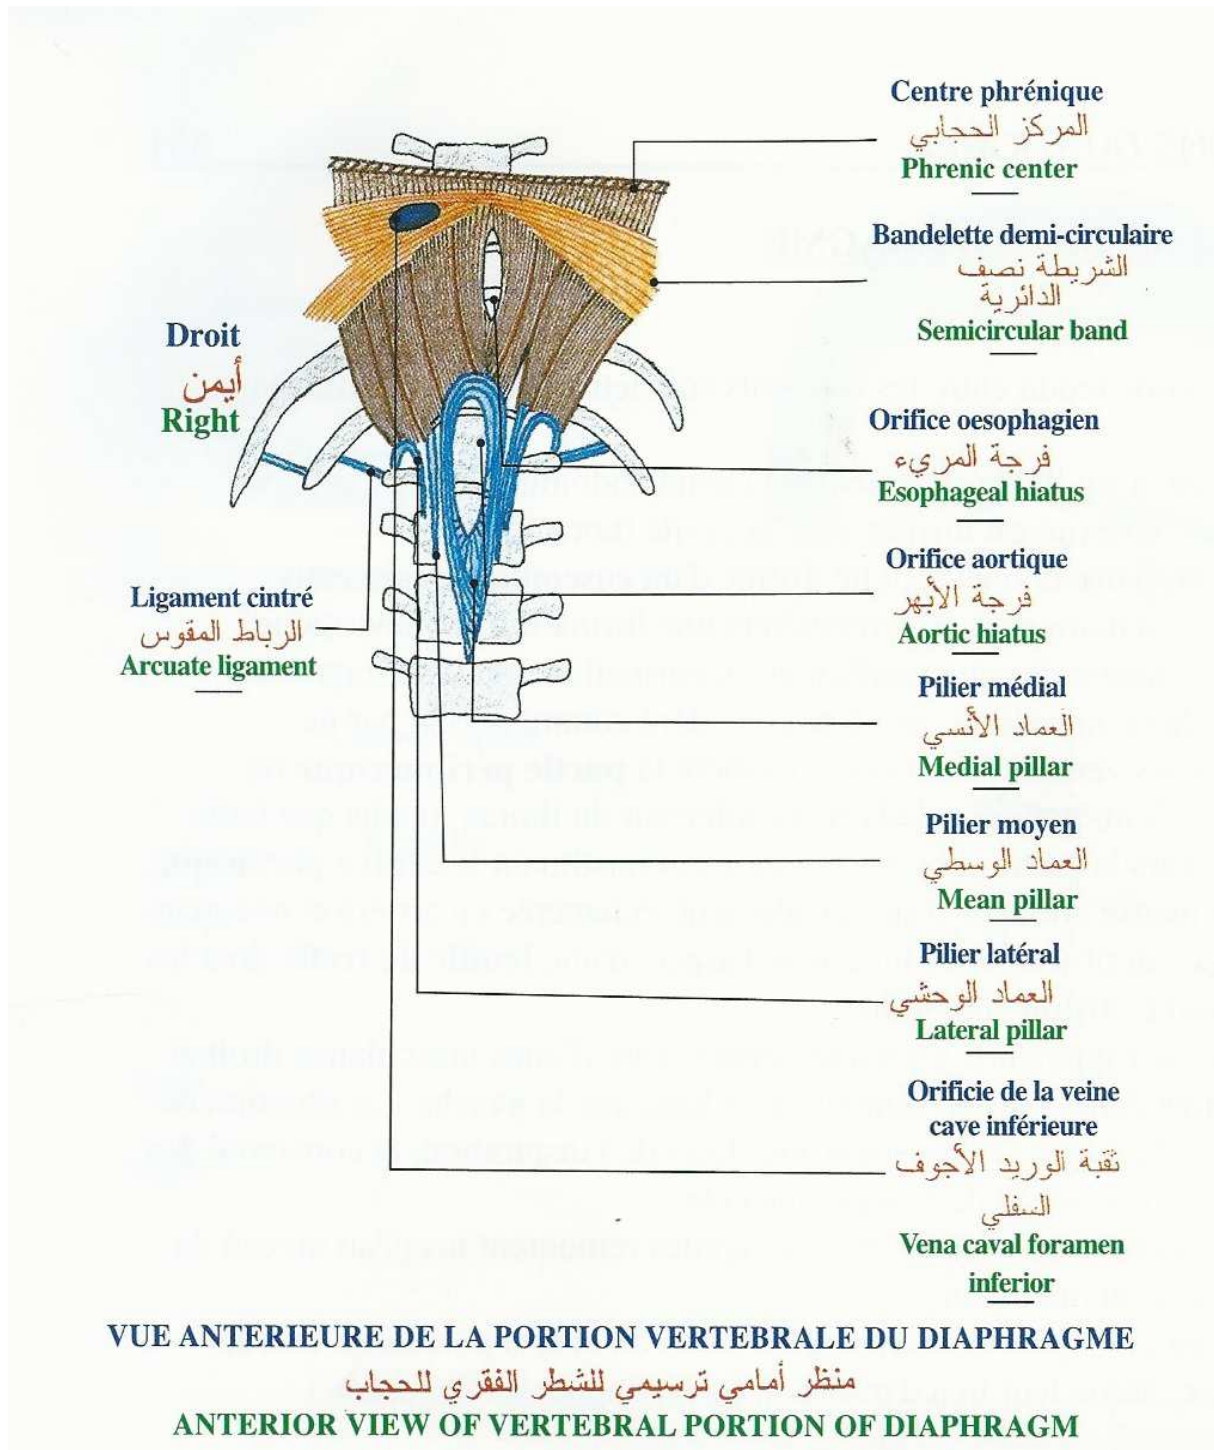 Centre phrénique
المركز الحجابي
Phrenic center
Bandelette demi-circulaire
الشريطة نصف
الدائرية
Semicircular band
Droit
أيمن
Right
Orifice oesophagien
فرجة المريء
Esophageal hiatus
Orifice aortique
فرجة الأبهر
Aortic hiatus
Ligament cintré
الرباط المقوس
Arcuate ligament
Pilier médial
العماد الأنسي
Medial pillar
Pilier moyen
العماد الوسطي
Mean pillar
Pilier latéral
العماد الوحشي
Lateral pillar
Orificie de la veine
cave inférieure
ثقبة الوريد الأجوف
السفلي
Vena caval foramen
inferior
VUE ANTERIEURE DE LA PORTION VERTEBRALE DU DIAPHRAGME
منظر أمامي ترسيمي للشطر الفقري للحجاب
ANTERIOR VIEW OF VERTEBRAL PORTION OF DIAPHRAGM